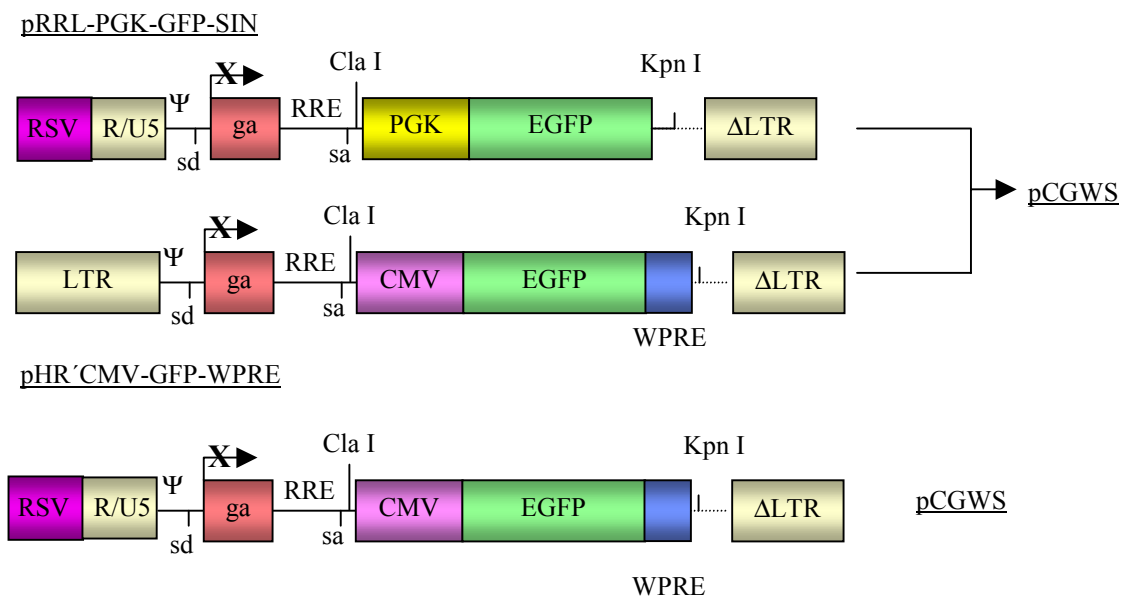 pRRL-PGK-GFP-SIN
Cla I
Kpn I
X
Ψ
RRE
RSV R/U5 ga PGK EGFP ΔLTR
sd sa
pCGWS
Cla I
Kpn I
X
Ψ
RRE
LTR ga CMV EGFP ΔLTR
sd sa
WPRE
pHR´CMV-GFP-WPRE
Cla I
Kpn I
X
Ψ
RRE
RSV R/U5 ga CMV EGFP ΔLTR
pCGWS
sd sa
WPRE